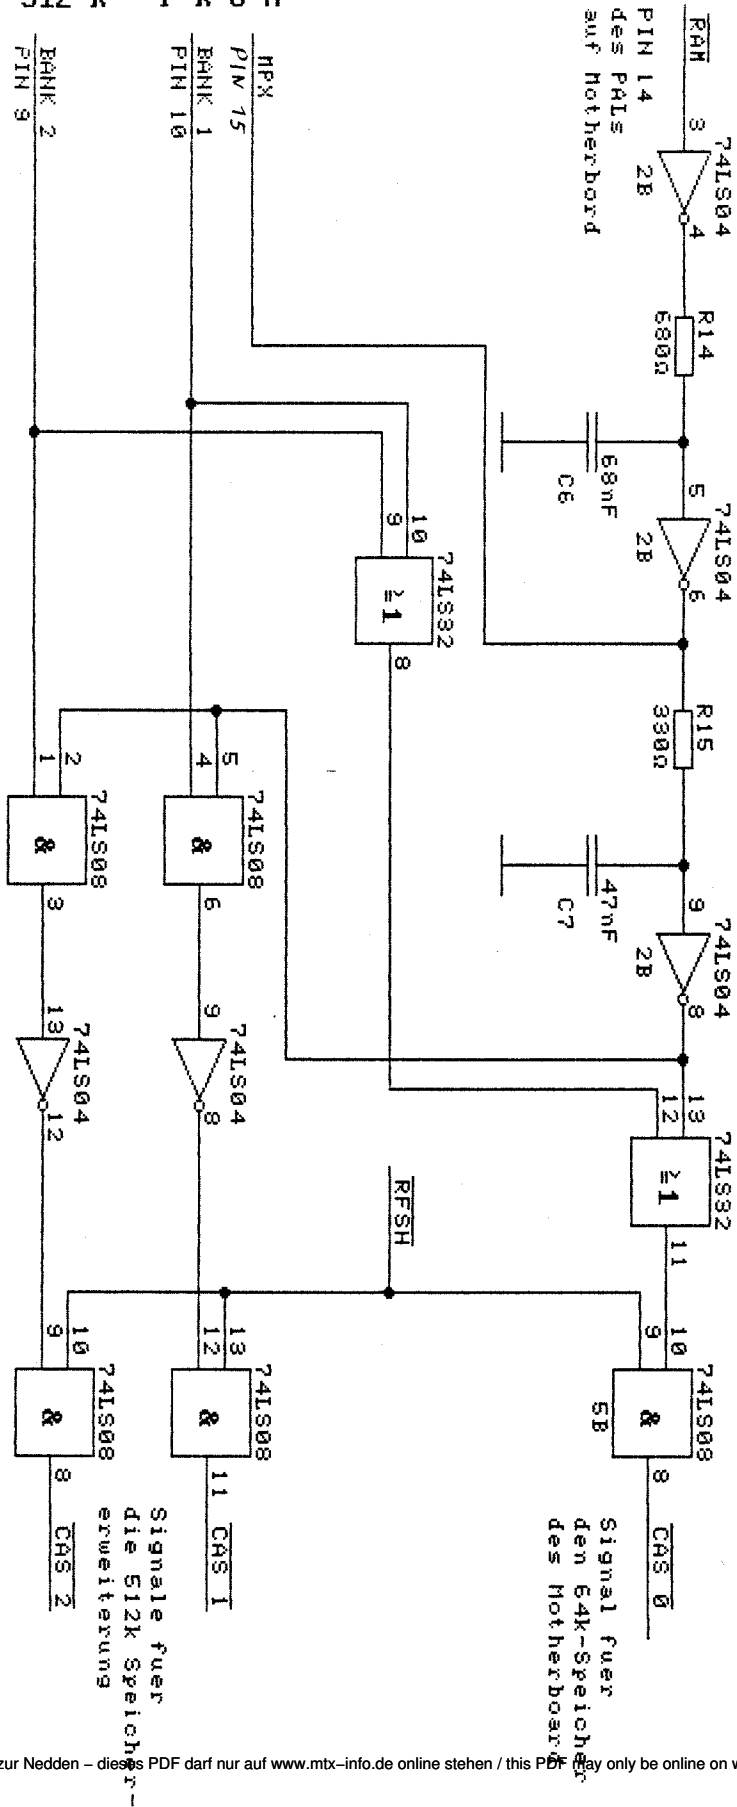 512 K
R̅A̅M̅
PIN 14
des PALs
auf Motherbord
3
74LS04
2B
4
R14
680Ω
68nF
C6
5
74LS04
2B
6
R15
330Ω
47nF
C7
9
74LS04
2B
8
13
12
74LS32
≥1
11
10
9
74LS08
&
5B
8
C̅A̅S̅ 0̅
Signal fuer
den 64k-Speicher
des Motherboard
MPX
PIN 15
BANK 1
PIN 10
BANK 2
PIN 9
10
9
74LS32
≥1
8
R̅F̅S̅H̅
5
4
74LS08
&
6
9
74LS04
8
13
12
74LS08
&
11
C̅A̅S̅ 1̅
2
1
74LS08
&
3
13
74LS04
12
10
9
74LS08
&
8
C̅A̅S̅ 2̅
Signale fuer
die 512k Speicher-
erweiterung
zur Nedden – dieses PDF darf nur auf www.mtx–info.de online stehen / this PDF may only be online on w